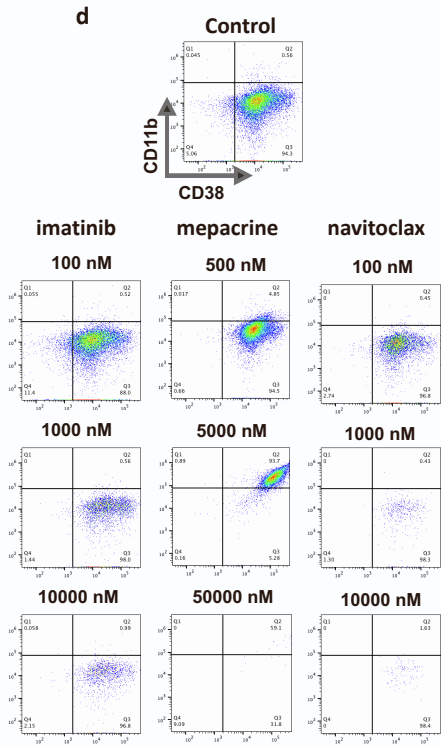 d
Control
Q1
0.045
Q2
0.56
Q4
5.06
Q3
94.3
CD11b
CD38
imatinib mepacrine navitoclax
100 nM 500 nM 100 nM
Q1
0.055
Q2
0.52
Q4
11.4
Q3
88.0
Q1
0.017
Q2
4.85
Q4
0.66
Q3
94.5
Q1
0
Q2
0.45
Q4
2.74
Q3
96.8
1000 nM 5000 nM 1000 nM
Q1
0
Q2
0.56
Q4
1.44
Q3
98.0
Q1
0.89
Q2
93.7
Q4
0.16
Q3
5.28
Q1
0
Q2
0.43
Q4
1.30
Q3
98.3
10000 nM 50000 nM 10000 nM
Q1
0.058
Q2
0.99
Q4
2.15
Q3
96.8
Q1
0
Q2
59.1
Q4
9.09
Q3
31.8
Q1
0
Q2
1.63
Q4
0
Q3
98.4